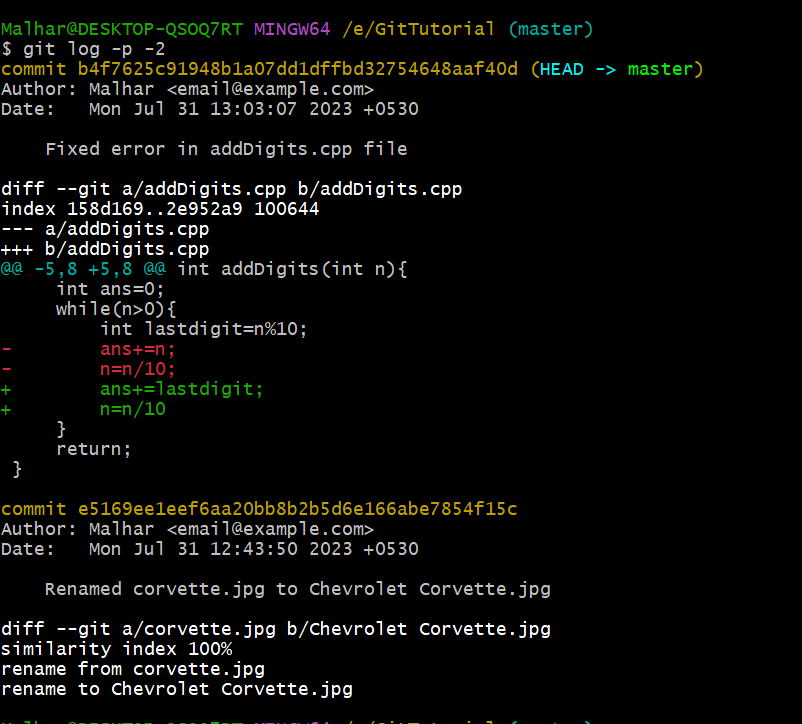 Malhar@DESKTOP-QSOQ7RT MINGW64 /e/GitTutorial (master)
$ git log -p -2
commit b4f7625c91948b1a07dd1dffbd32754648aaf40d (HEAD -> master)
Author: Malhar <email@example.com>
Date:   Mon Jul 31 13:03:07 2023 +0530

    Fixed error in addDigits.cpp file

diff --git a/addDigits.cpp b/addDigits.cpp
index 158d169..2e952a9 100644
--- a/addDigits.cpp
+++ b/addDigits.cpp
@@ -5,8 +5,8 @@ int addDigits(int n){
     int ans=0;
     while(n>0){
         int lastdigit=n%10;
-        ans+=n;
-        n=n/10;
+        ans+=lastdigit;
+        n=n/10
     }
     return;
 }

commit e5169ee1eef6aa20bb8b2b5d6e166abe7854f15c
Author: Malhar <email@example.com>
Date:   Mon Jul 31 12:43:50 2023 +0530

    Renamed corvette.jpg to Chevrolet Corvette.jpg

diff --git a/corvette.jpg b/Chevrolet Corvette.jpg
similarity index 100%
rename from corvette.jpg
rename to Chevrolet Corvette.jpg